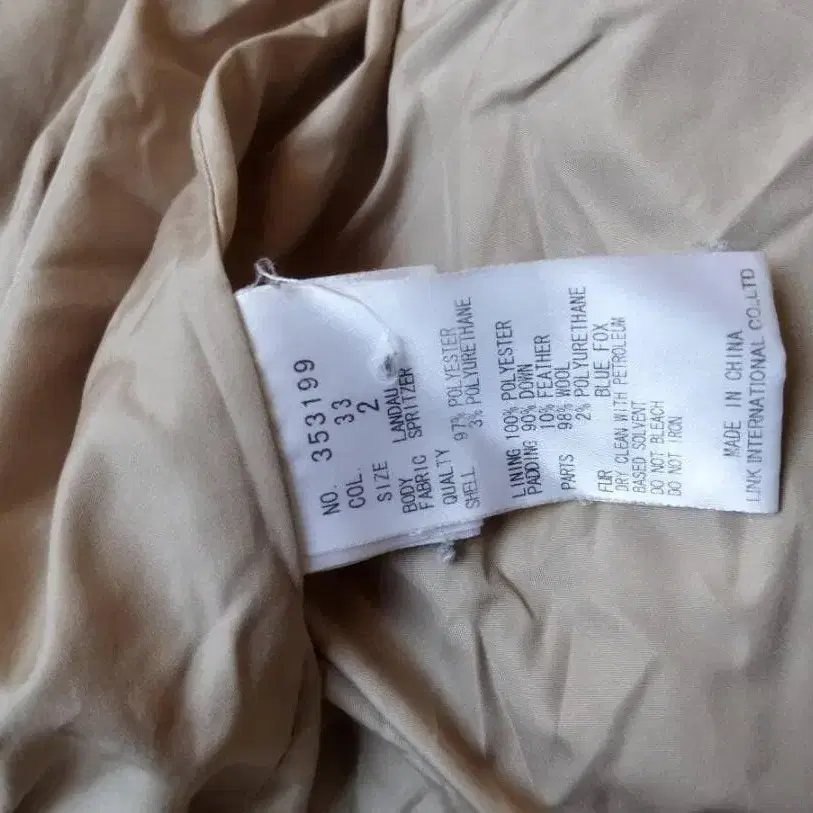 NO. 353199
COL. 33
SIZE 2
BODY LANDAU
FABRIC SPRITZER
QUALTY
SHELL 97% POLYESTER
3% POLYURETHANE
LINING 100% POLYESTER
PADDING 90% DOWN
10% FEATHER
PARTS 98% WOOL
2% POLYURETHANE
FUR BLUE FOX
DRY CLEAN WITH PETROLEUM
BASED SOLVENT
DO NOT BLEACH
DO NOT IRON
MADE IN CHINA
LINK INTERNATIONAL CO.,LTD